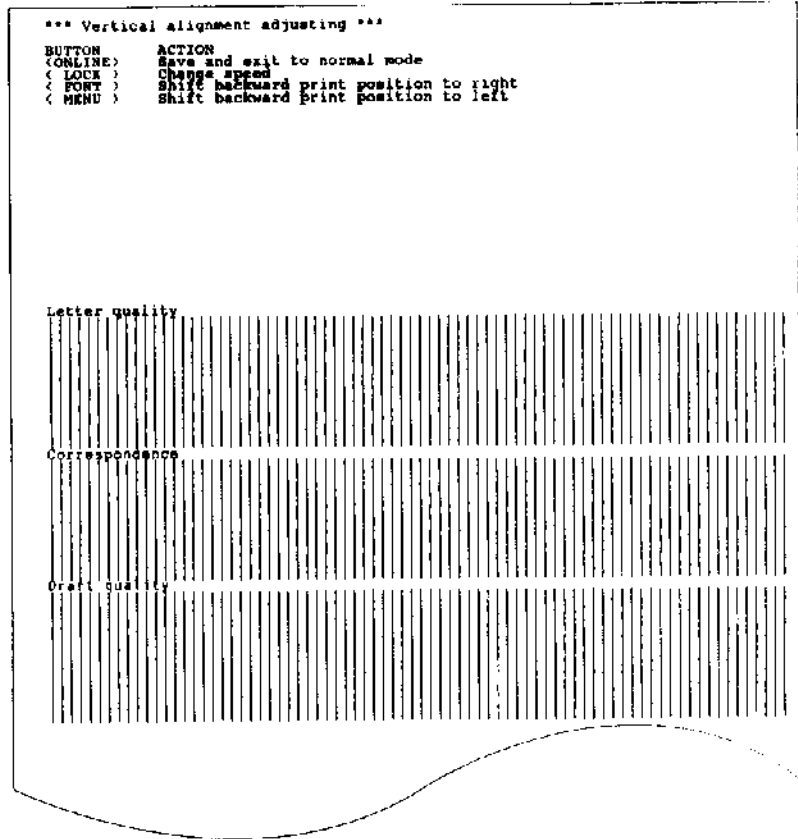 *** Vertical alignment adjusting ***
BUTTON ACTION
<ONLINE> Save and exit to normal mode
< LOCK > Change speed
< FONT > Shift backward print position to right
< MENU > Shift backward print position to left
Letter quality
Correspondence
Draft quality